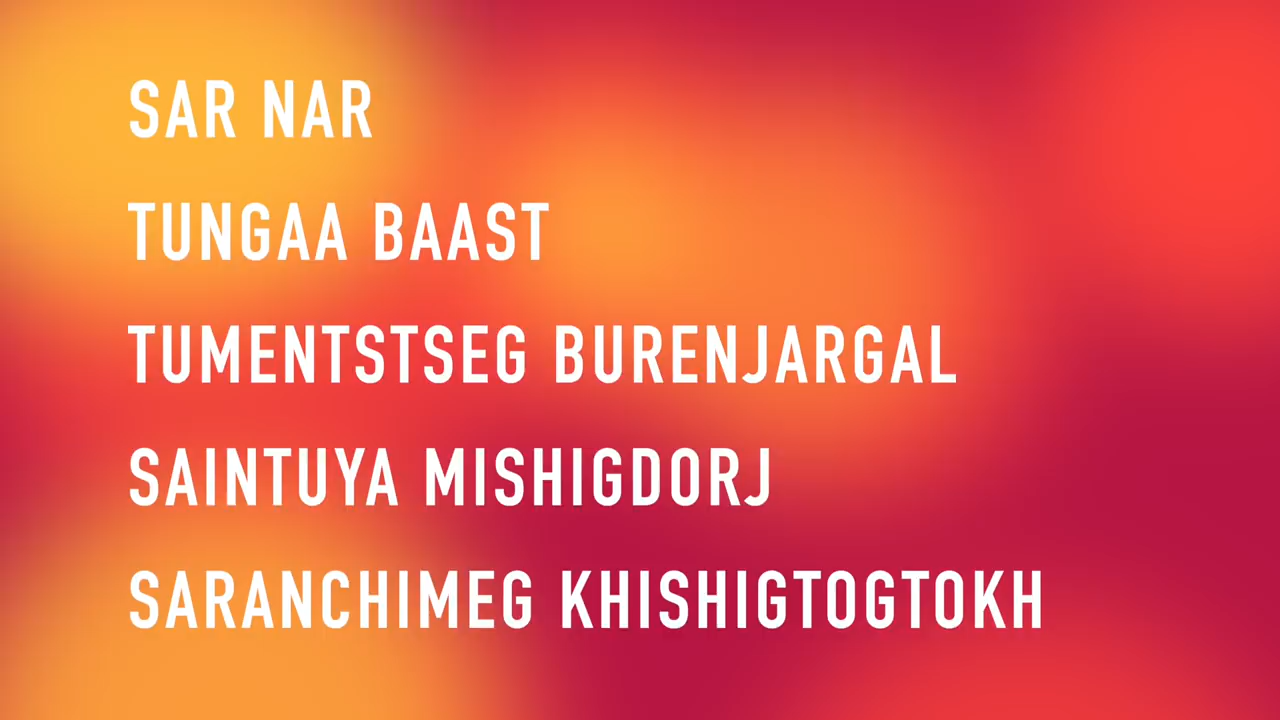 SAR NAR
TUNGAA BAAST
TUMENTSTSEG BURENJARGAL
SAINTUYA MISHIGDORJ
SARANCHIMEG KHISHIGTOGTOKH